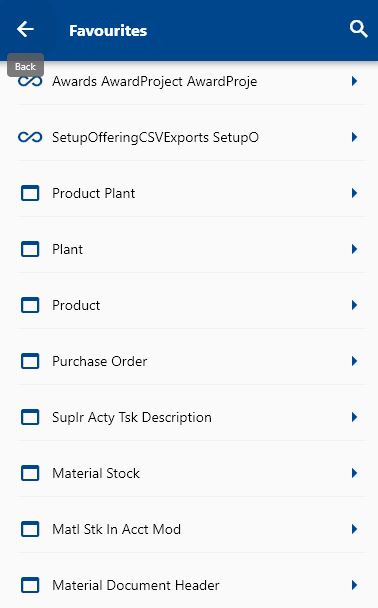 Favourites
Back
Awards AwardProject AwardProje
SetupOfferingCSVExports SetupO
Product Plant
Plant
Product
Purchase Order
Suplr Acty Tsk Description
Material Stock
Matl Stk In Acct Mod
Material Document Header